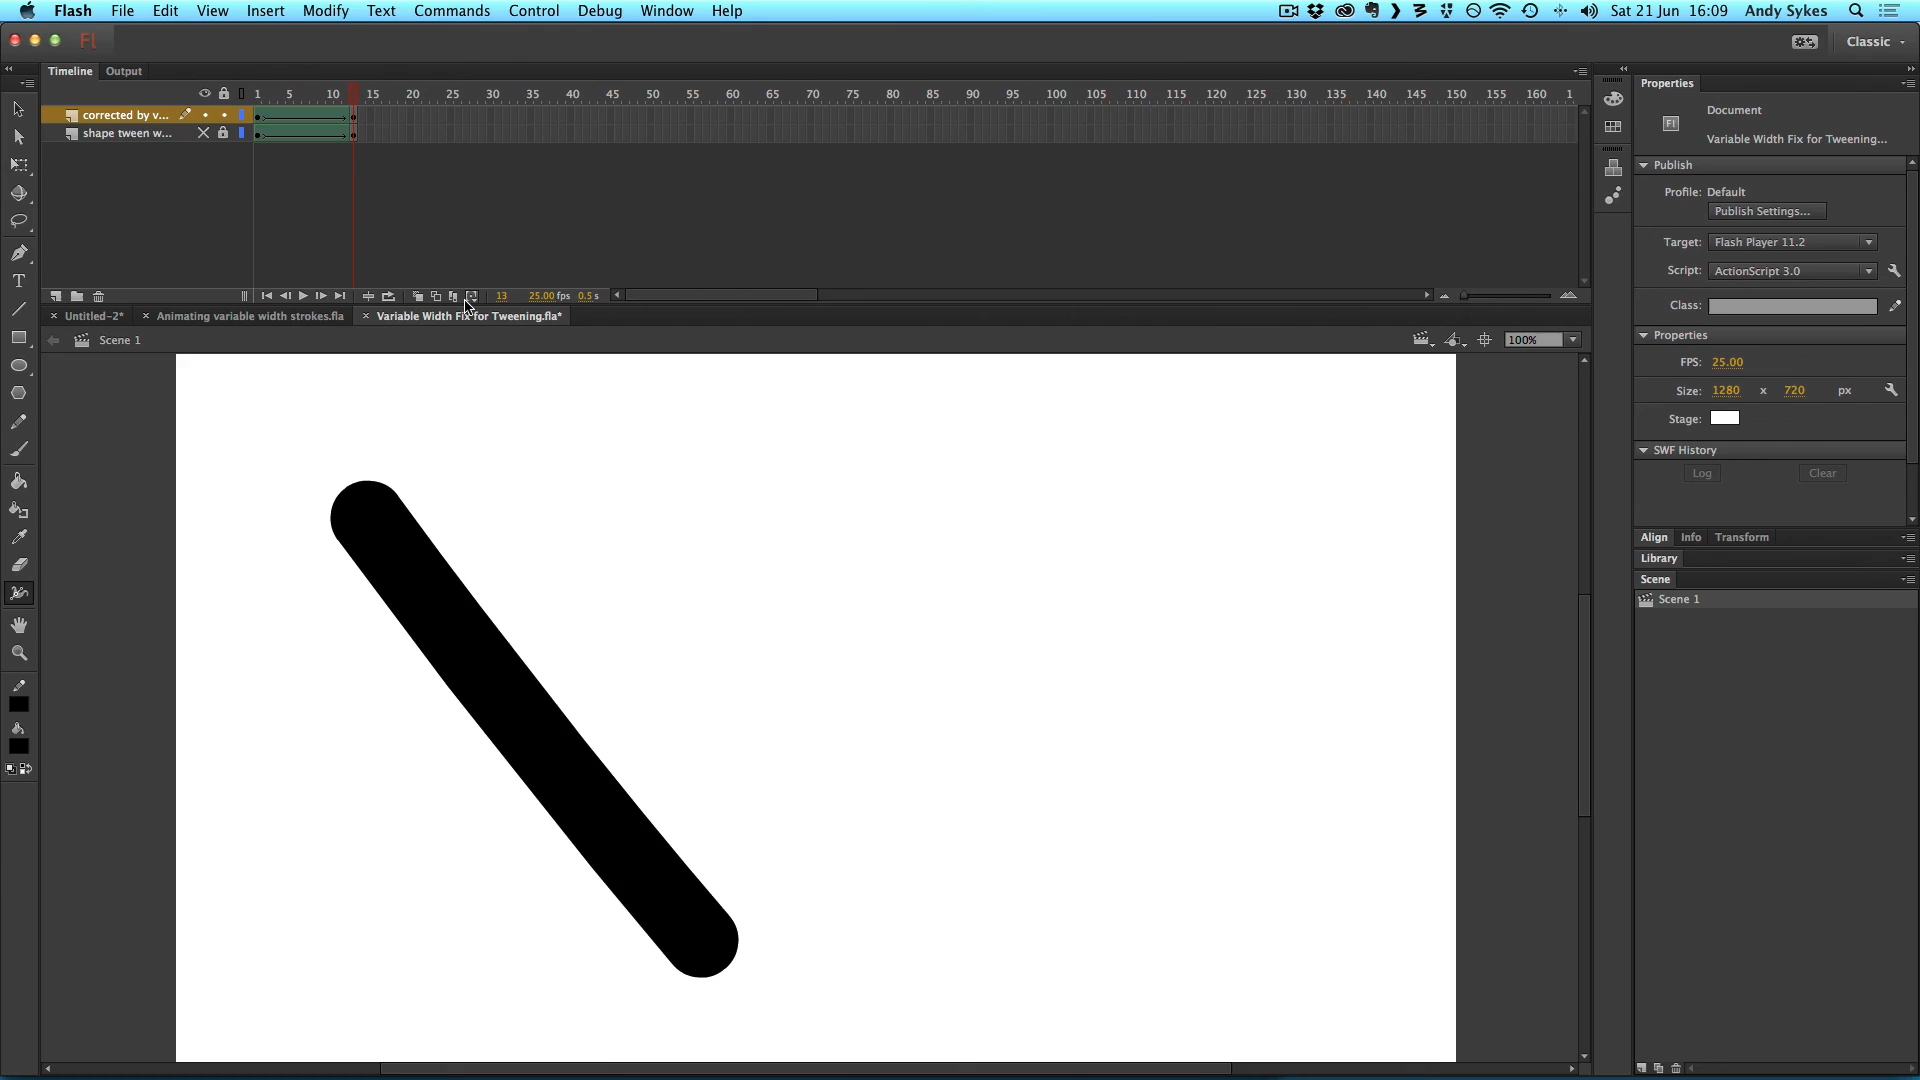 Flash File Edit View Insert Modify Text Commands Control Debug Window Help Sat 21 Jun 16:09 Andy Sykes
Fl Classic
Timeline Output
1 5 10 15 20 25 30 35 40 45 50 55 60 65 70 75 80 85 90 95 100 105 110 115 120 125 130 135 140 145 150 155 160 1
corrected by v...
shape tween w...
13 25.00 fps 0.5 s
Untitled-2* Animating variable width strokes.fla Variable Width Fix for Tweening.fla*
Scene 1 100%
Properties
Document
Fl
Variable Width Fix for Tweening...
Publish
Profile: Default
Publish Settings...
Target: Flash Player 11.2
Script: ActionScript 3.0
Class:
Properties
FPS: 25.00
Size: 1280 x 720 px
Stage:
SWF History
Log Clear
Align Info Transform
Library
Scene
Scene 1